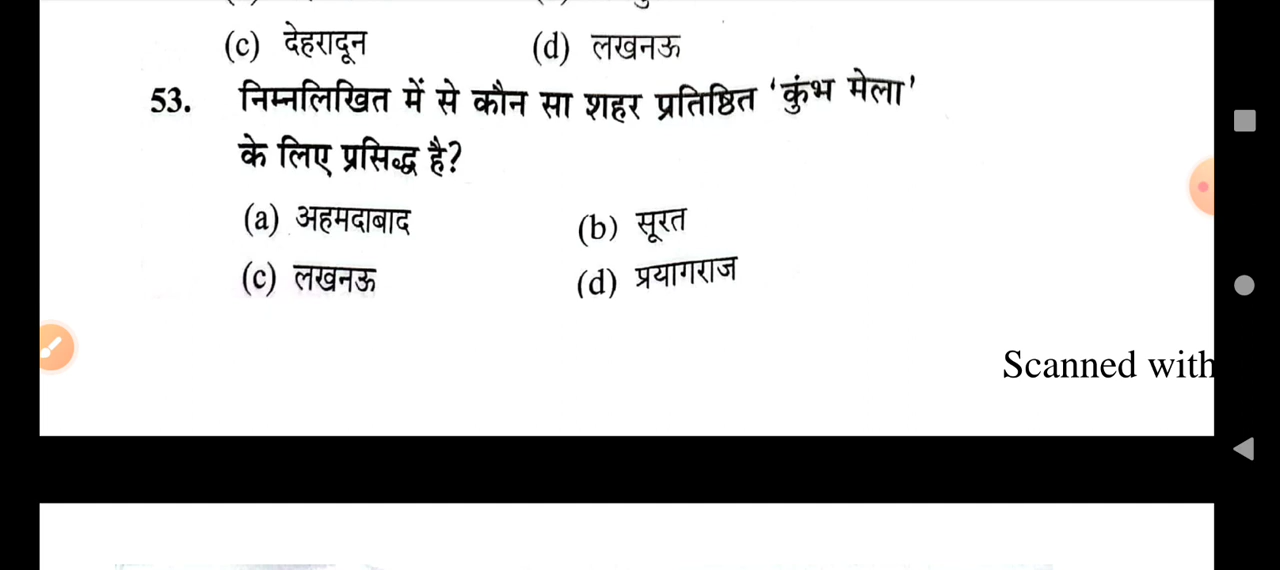 (c) देहरादून (d) लखनऊ
53. निम्नलिखित में से कौन सा शहर प्रतिष्ठित 'कुंभ मेला'
के लिए प्रसिद्ध है?
(a) अहमदाबाद (b) सूरत
(c) लखनऊ (d) प्रयागराज
Scanned with